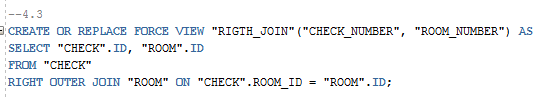 --4.3
CREATE OR REPLACE FORCE VIEW "RIGTH_JOIN"("CHECK_NUMBER", "ROOM_NUMBER") AS
SELECT "CHECK".ID, "ROOM".ID
FROM "CHECK"
RIGHT OUTER JOIN "ROOM" ON "CHECK".ROOM_ID = "ROOM".ID;